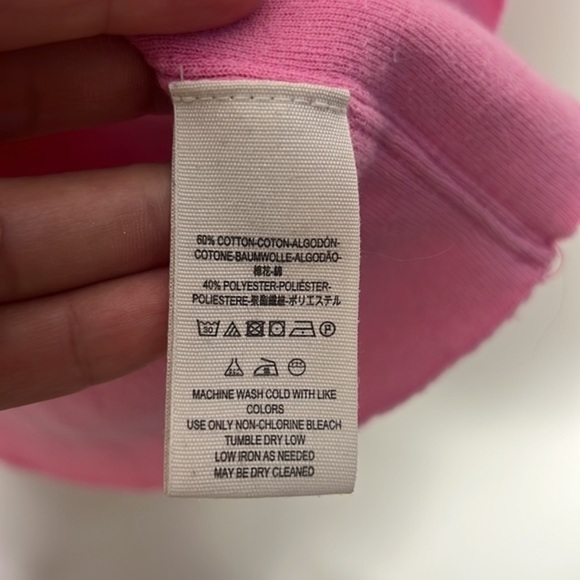 60% COTTON-COTON-ALGODÓN-
COTONE-BAUMWOLLE-ALGODÃO-
棉花-綿
40% POLYESTER-POLIÉSTER-
POLIESTERE-聚酯纖維-ポリエステル
MACHINE WASH COLD WITH LIKE
COLORS
USE ONLY NON-CHLORINE BLEACH
TUMBLE DRY LOW
LOW IRON AS NEEDED
MAY BE DRY CLEANED